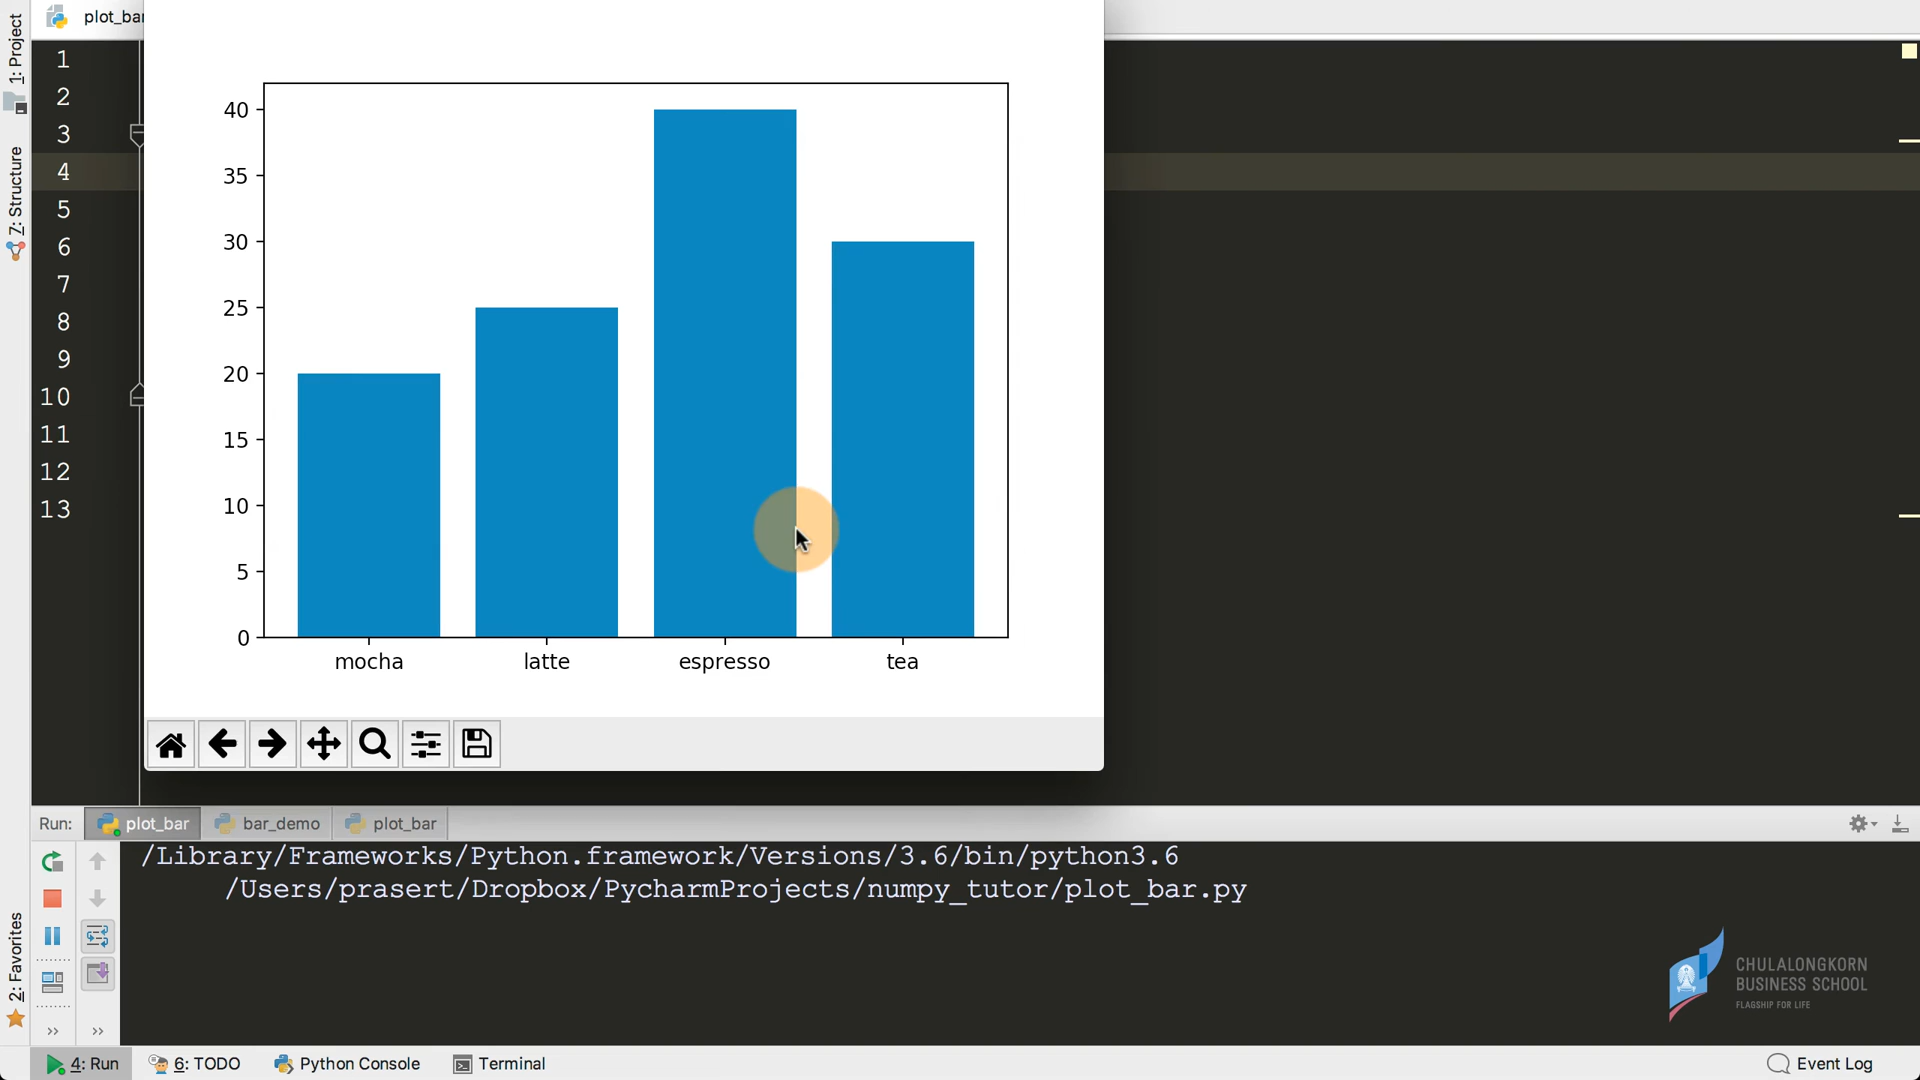 1: Project
plot_bar
7: Structure
1
2
3
4
5
6
7
8
9
10
11
12
13
40
35
30
25
20
15
10
5
0
mocha
latte
espresso
tea
Run:
plot_bar
bar_demo
plot_bar
/Library/Frameworks/Python.framework/Versions/3.6/bin/python3.6
/Users/prasert/Dropbox/PycharmProjects/numpy_tutor/plot_bar.py
2: Favorites
CHULALONGKORN
BUSINESS SCHOOL
FLAGSHIP FOR LIFE
4: Run
6: TODO
Python Console
Terminal
Event Log